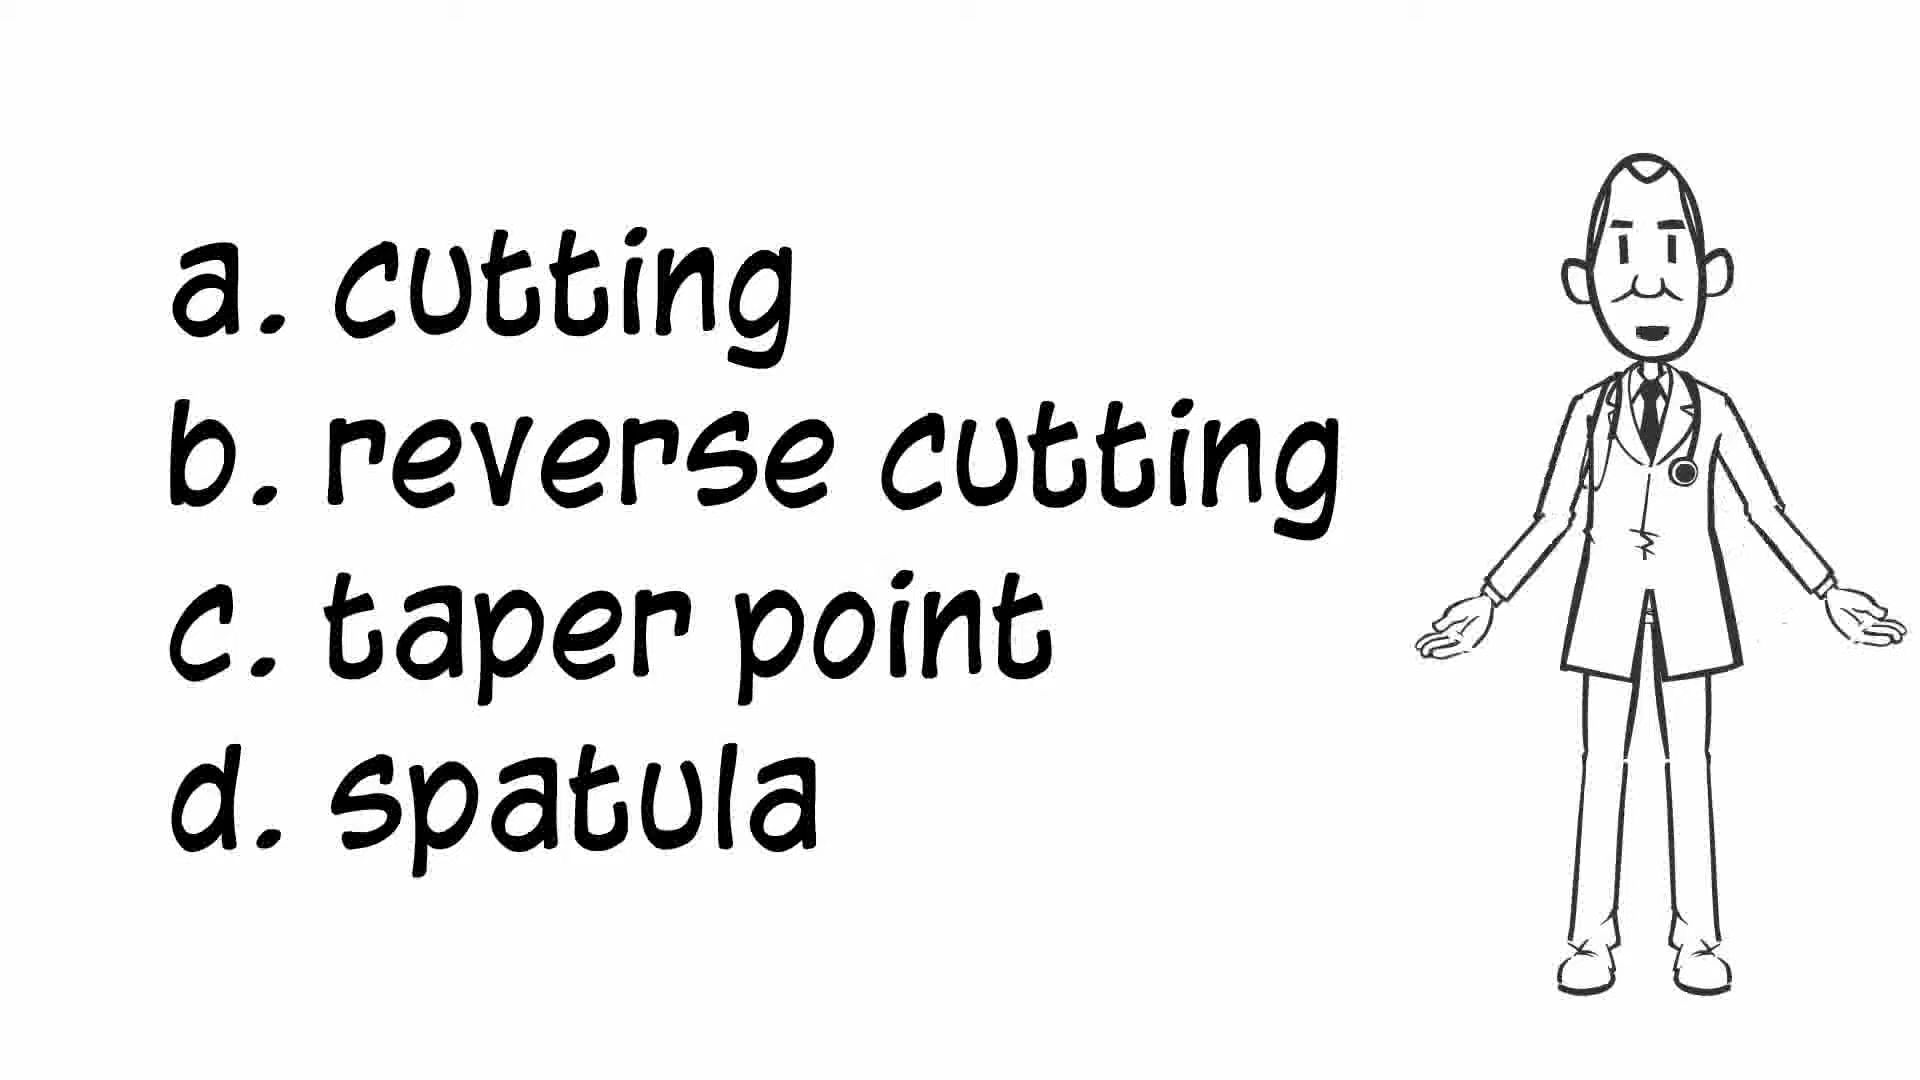 a. cutting
b. reverse cutting
c. taper point
d. spatula